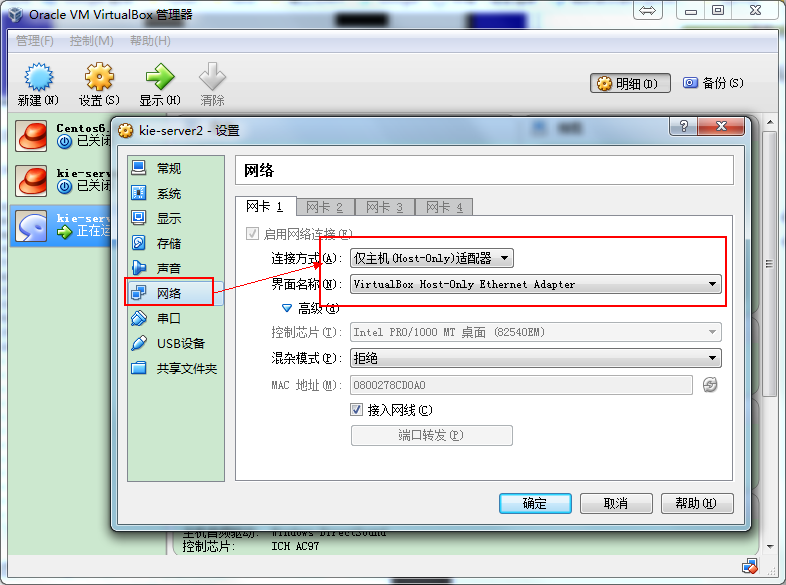 Oracle VM VirtualBox 管理器
管理(F) 控制(M) 帮助(H)
新建(N) 设置(S) 显示(H) 清除 明细(D) 备份(S)
Centos6.
已关闭
kie-serv
已关闭
kie-serv
正在运
kie-server2 - 设置
常规
系统
显示
存储
声音
网络
串口
USB设备
共享文件夹
网络
网卡 1 网卡 2 网卡 3 网卡 4
启用网络连接(E)
连接方式(A): 仅主机(Host-Only)适配器
界面名称(N): VirtualBox Host-Only Ethernet Adapter
高级(d)
控制芯片(T): Intel PRO/1000 MT 桌面 (82540EM)
混杂模式(P): 拒绝
MAC 地址(M): 0800278CD0A0
接入网线(C)
端口转发(P)
确定 取消 帮助(H)
主机音频驱动: Windows DirectSound
控制芯片: ICH AC97